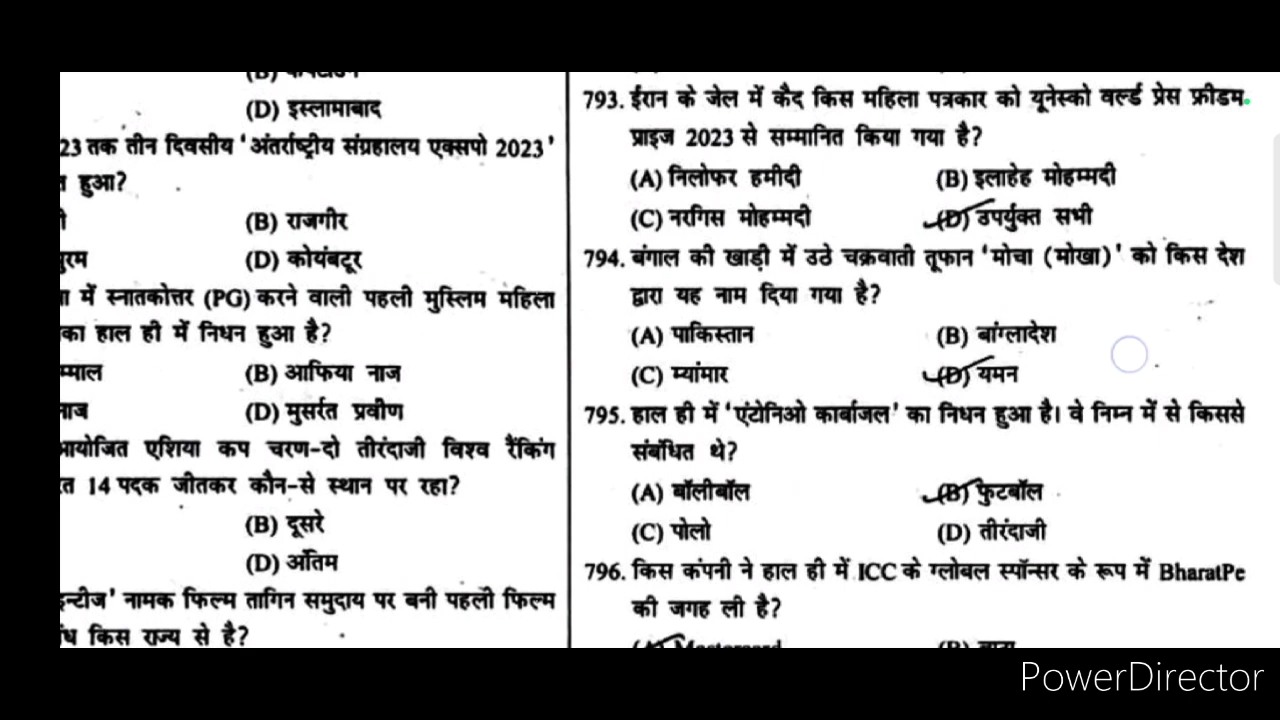 (D) इस्लामाबाद
23 तक तीन दिवसीय 'अंतर्राष्ट्रीय संग्रहालय एक्सपो 2023'
हुआ?
(B) राजगीर
(D) कोयंबटूर
में स्नातकोत्तर (PG) करने वाली पहली मुस्लिम महिला
का हाल ही में निधन हुआ है?
म्माल (B) आफिया नाज
नाज (D) मुसर्रत प्रवीण
आयोजित एशिया कप चरण-दो तीरंदाजी विश्व रैंकिंग
त 14 पदक जीतकर कौन-से स्थान पर रहा?
(B) दूसरे
(D) अंतिम
इन्टीज' नामक फिल्म तागिन समुदाय पर बनी पहली फिल्म
किस राज्य से है?
793. ईरान के जेल में कैद किस महिला पत्रकार को यूनेस्को वर्ल्ड प्रेस फ्रीडम
प्राइज 2023 से सम्मानित किया गया है?
(A) निलोफर हमीदी (B) इलाहेह मोहम्मदी
(C) नरगिस मोहम्मदी (D) उपर्युक्त सभी
794. बंगाल की खाड़ी में उठे चक्रवाती तूफान 'मोचा (मोखा)' को किस देश
द्वारा यह नाम दिया गया है?
(A) पाकिस्तान (B) बांग्लादेश
(C) म्यांमार (D) यमन
795. हाल ही में 'एंटोनिओ कार्बाजल' का निधन हुआ है। वे निम्न में से किससे
संबंधित थे?
(A) बॉलीबॉल (B) फुटबॉल
(C) पोलो (D) तीरंदाजी
796. किस कंपनी ने हाल ही में ICC के ग्लोबल स्पॉन्सर के रूप में BharatPe
की जगह ली है?
PowerDirector